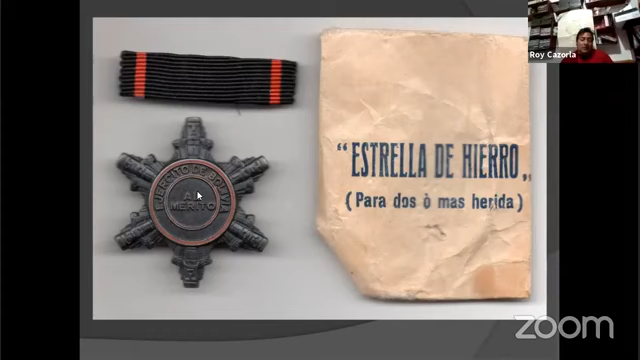 Roy Cazorla
EJERCITO DE BOLIVIA
AL
MERITO
"ESTRELLA DE HIERRO„
(Para dos ò mas herida)
zoom